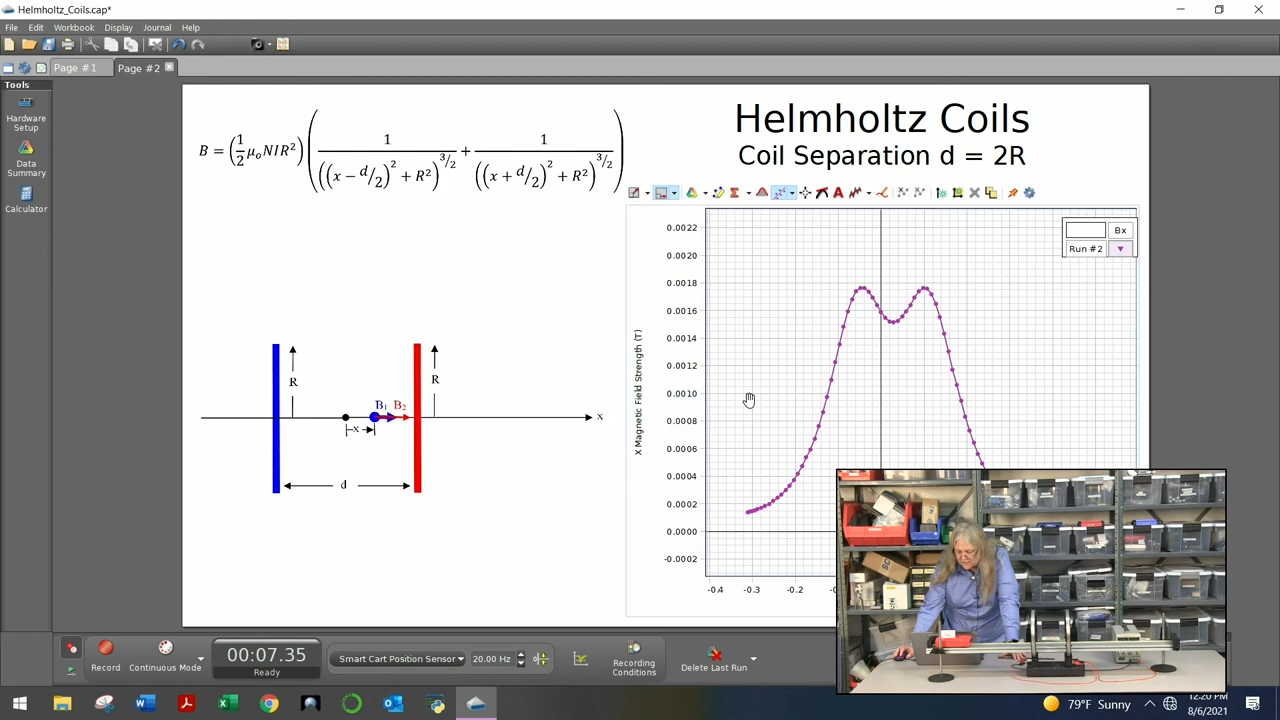 Helmholtz_Coils.cap*
File Edit Workbook Display Journal Help
Page #1 Page #2
Tools
Hardware
Setup
Data
Summary
Calculator
B = (1/2 μₒNIR²) ( 1/((x − d/2)² + R²)^3/2 + 1/((x + d/2)² + R²)^3/2 )
Helmholtz Coils
Coil Separation d = 2R
Bx
Run #2
X Magnetic Field Strength (T)
0.0022
0.0020
0.0018
0.0016
0.0014
0.0012
0.0010
0.0008
0.0006
0.0004
0.0002
0.0000
-0.0002
-0.4 -0.3 -0.2
R R
B₁ B₂
x
x
d
Record
Continuous Mode
00:07.35
Ready
Smart Cart Position Sensor
20.00 Hz
Recording
Conditions
Delete Last Run
79°F Sunny
12:20 PM
8/6/2021